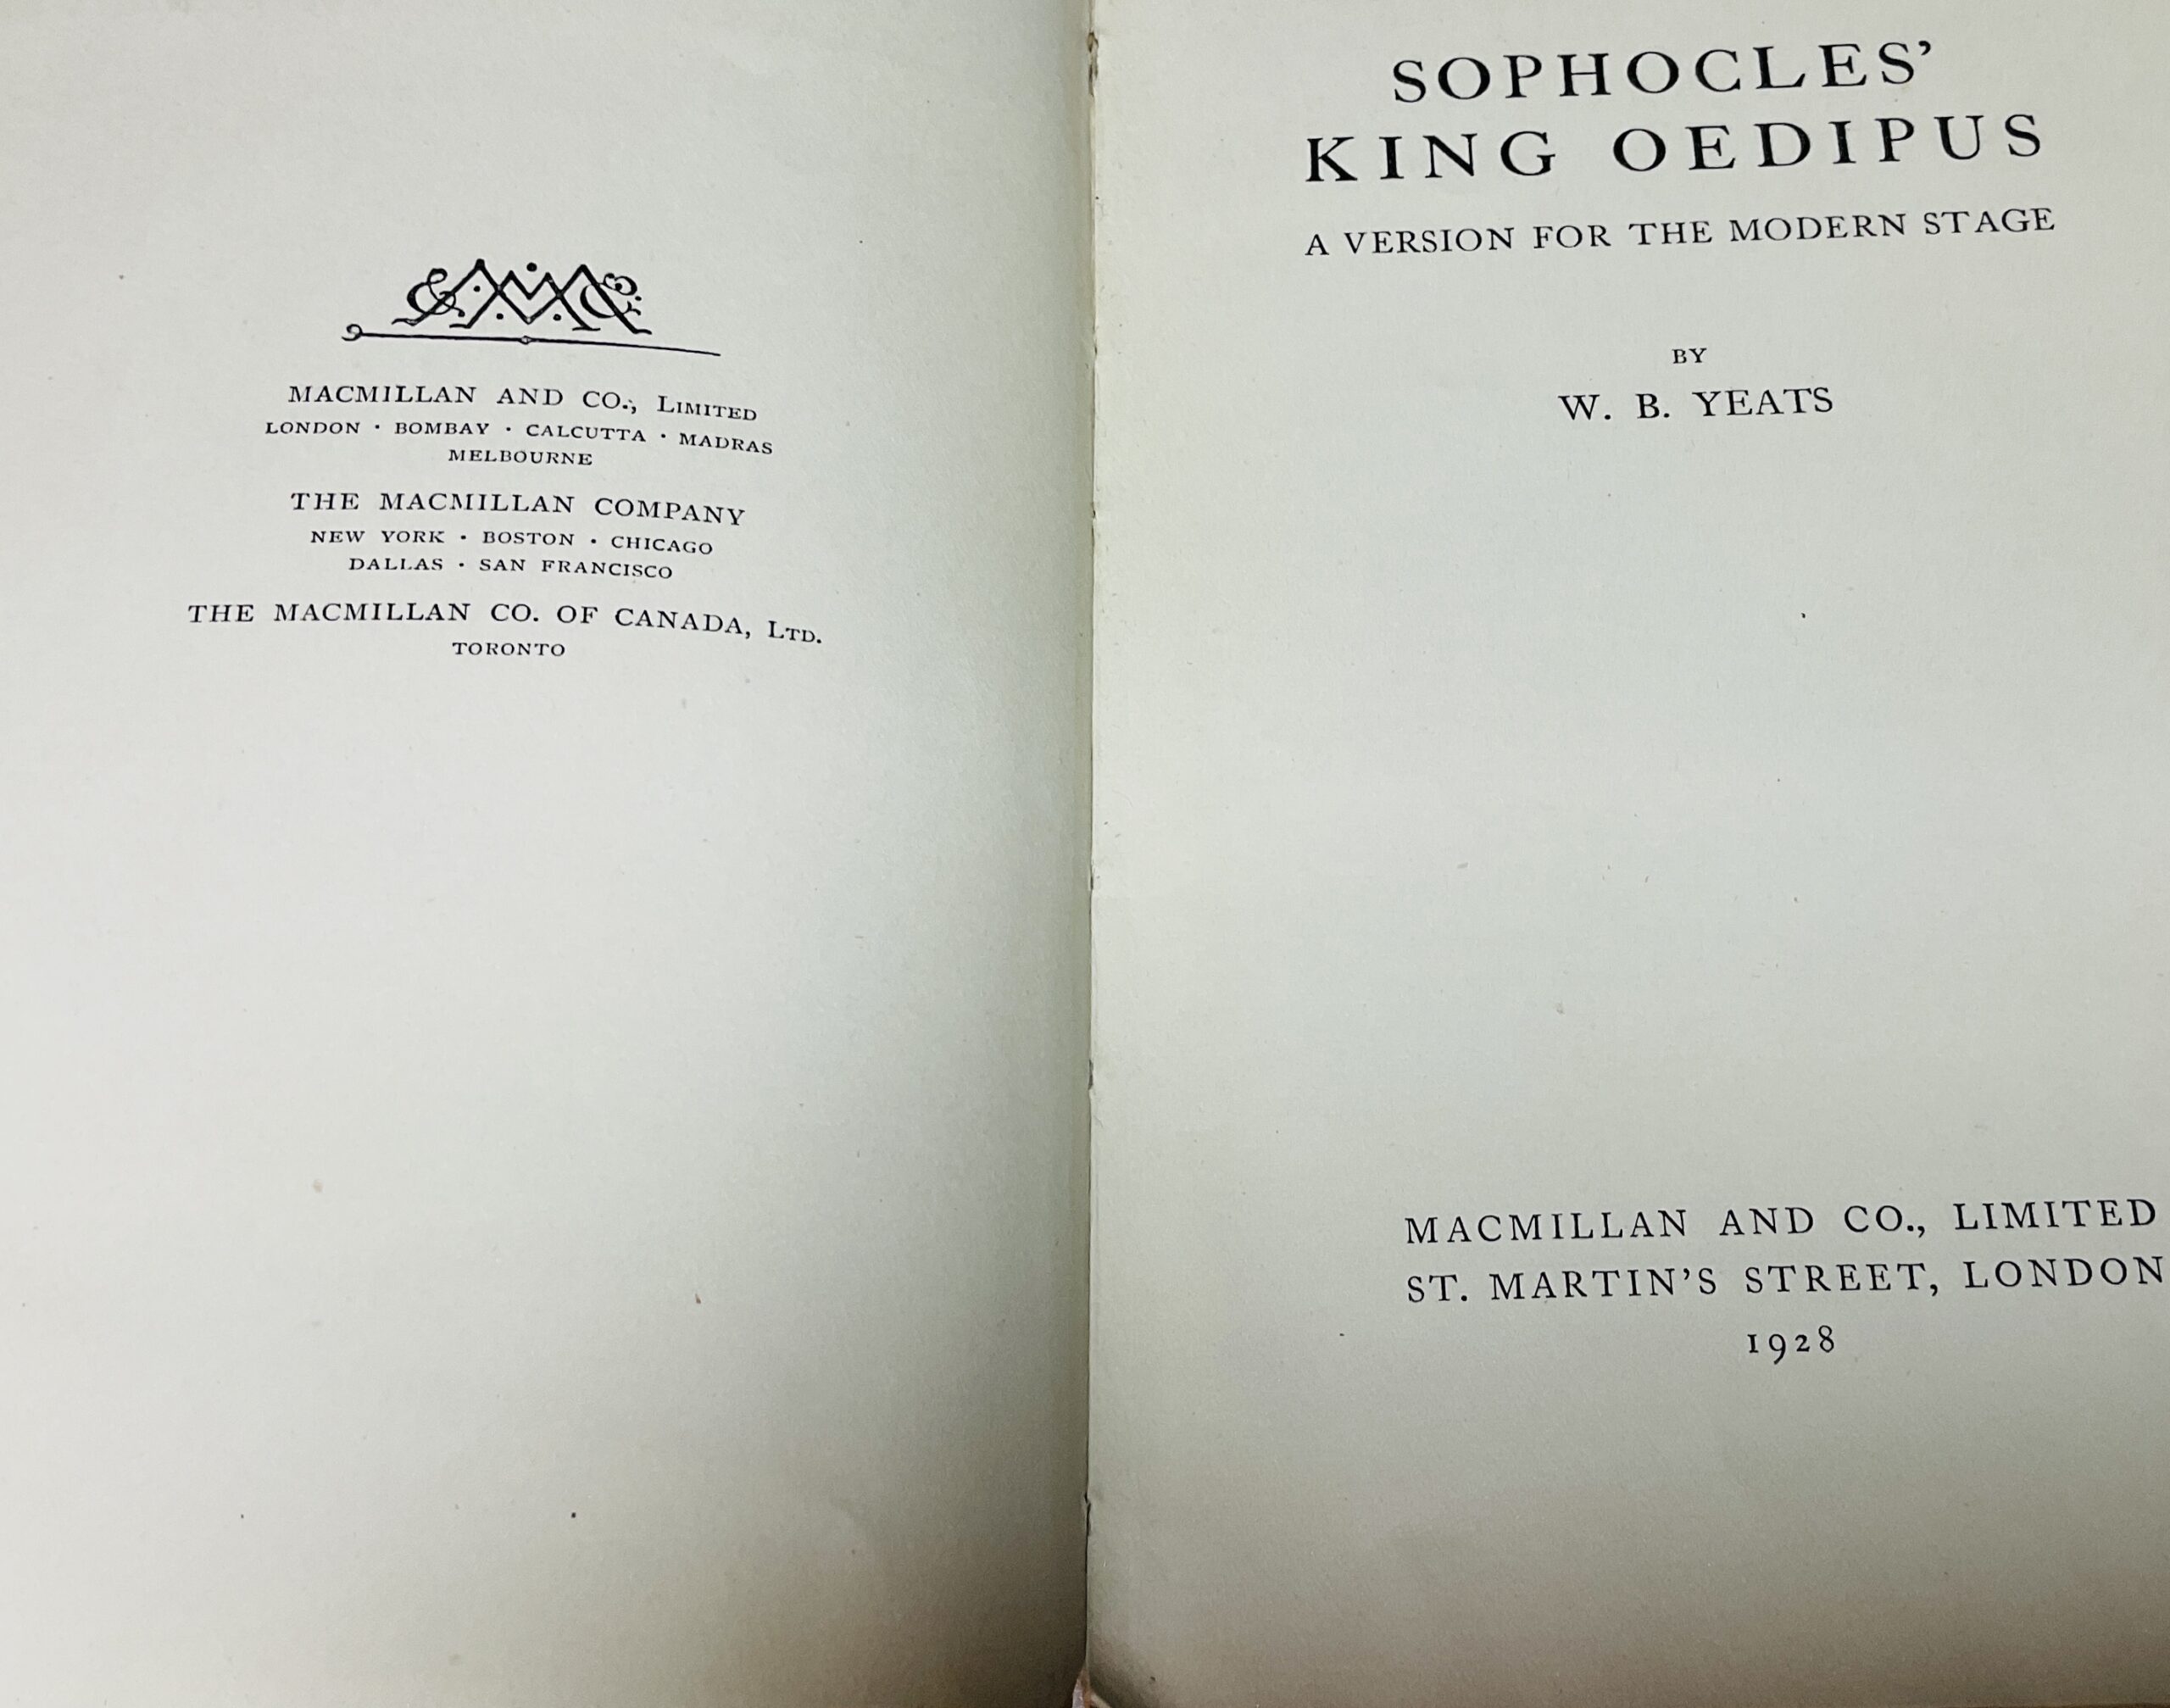 MACMILLAN AND CO., LIMITED
LONDON · BOMBAY · CALCUTTA · MADRAS
MELBOURNE
THE MACMILLAN COMPANY
NEW YORK · BOSTON · CHICAGO
DALLAS · SAN FRANCISCO
THE MACMILLAN CO. OF CANADA, LTD.
TORONTO
SOPHOCLES’
KING OEDIPUS
A VERSION FOR THE MODERN STAGE
BY
W. B. YEATS
MACMILLAN AND CO., LIMITED
ST. MARTIN’S STREET, LONDON
1928